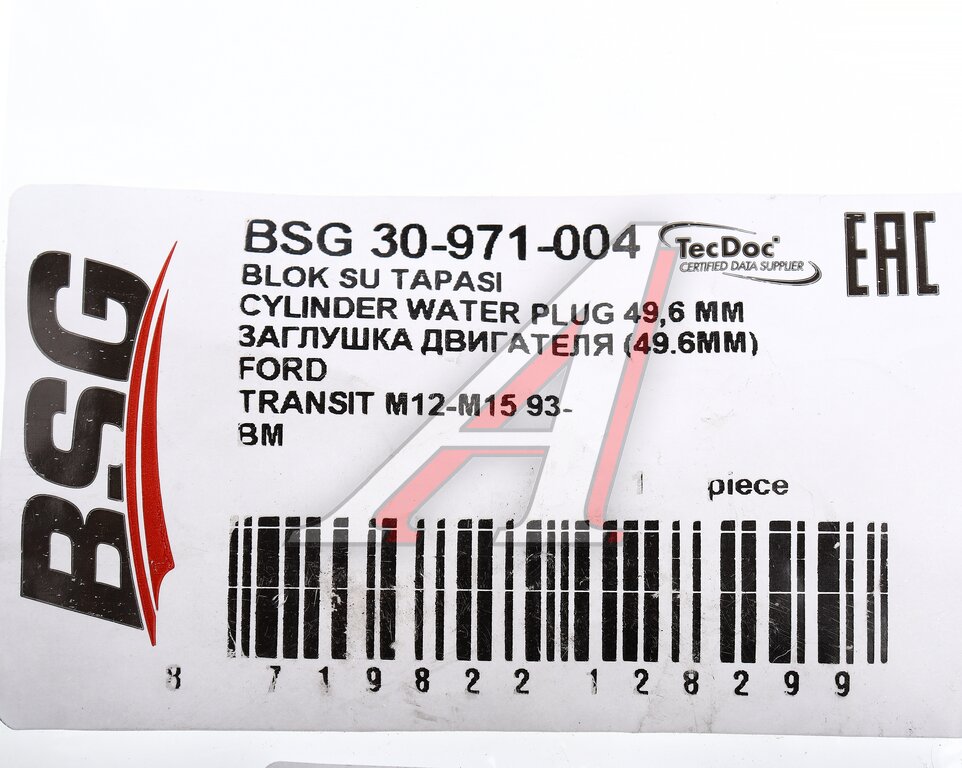 BSG
BSG 30-971-004
TecDoc
CERTIFIED DATA SUPPLIER
EAC
BLOK SU TAPASI
CYLINDER WATER PLUG 49,6 MM
ЗАГЛУШКА ДВИГАТЕЛЯ (49.6ММ)
FORD
TRANSIT M12-M15 93-
BM
1 piece
8 719822 128299